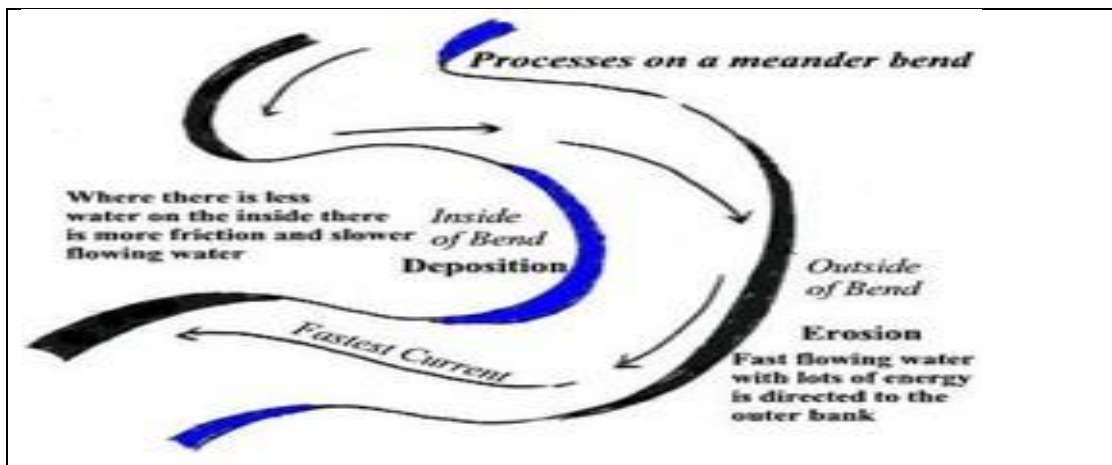 Processes on a meander bend
Where there is less
water on the inside there
is more friction and slower
flowing water
Inside
of Bend
Deposition
Outside
of Bend
Erosion
Fast flowing water
with lots of energy
is directed to the
outer bank
Fastest Current